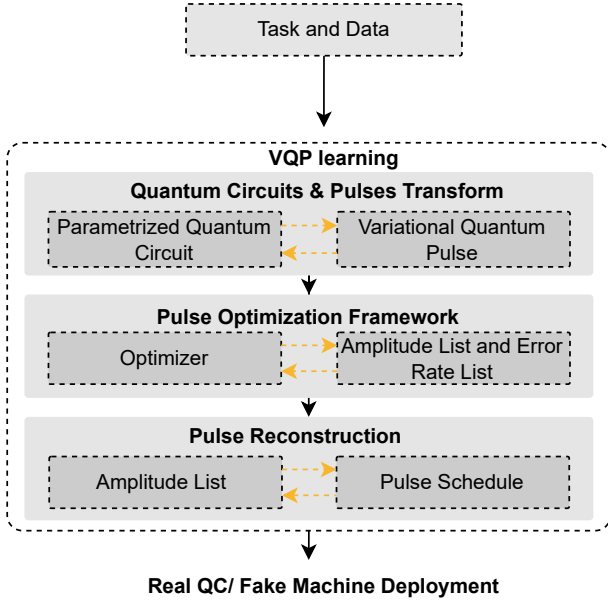 Task and Data
VQP learning
Quantum Circuits & Pulses Transform
Parametrized Quantum
Circuit
Variational Quantum
Pulse
Pulse Optimization Framework
Optimizer
Amplitude List and Error
Rate List
Pulse Reconstruction
Amplitude List
Pulse Schedule
Real QC/ Fake Machine Deployment